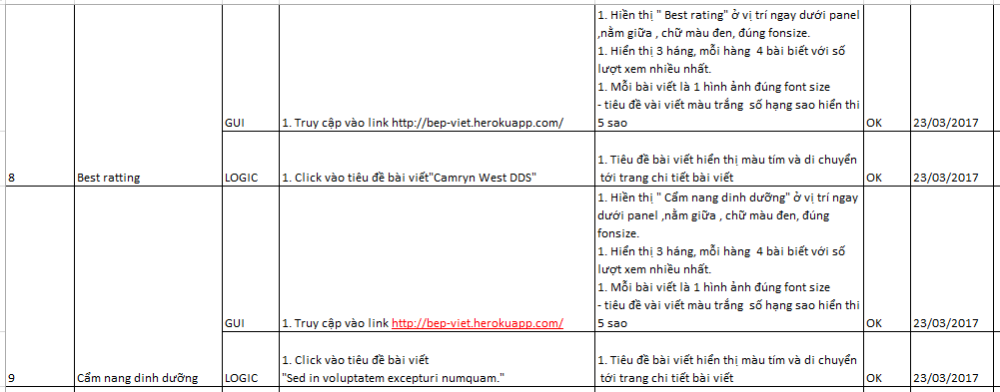 1. Hiền thị " Best rating" ở vị trí ngay dưới panel
,nằm giữa , chữ màu đen, đúng fonsize.
1. Hiển thị 3 háng, mỗi hàng  4 bài biết với số
lượt xem nhiều nhất.
1. Mỗi bài viết là 1 hình ảnh đúng font size
- tiêu đề vài viết màu trắng  số hạng sao hiển thi
5 sao
GUI
1. Truy cập vào link http://bep-viet.herokuapp.com/
OK
23/03/2017
8
Best ratting
LOGIC
1. Click vào tiêu đề bài viết"Camryn West DDS"
1. Tiêu đề bài viết hiển thị màu tím và di chuyển
tới trang chi tiết bài viết
OK
23/03/2017
1. Hiền thị " Cẩm nang dinh dưỡng" ở vị trí ngay
dưới panel ,nằm giữa , chữ màu đen, đúng
fonsize.
1. Hiển thị 3 háng, mỗi hàng  4 bài biết với số
lượt xem nhiều nhất.
1. Mỗi bài viết là 1 hình ảnh đúng font size
- tiêu đề vài viết màu trắng  số hạng sao hiển thi
5 sao
GUI
1. Truy cập vào link http://bep-viet.herokuapp.com/
OK
23/03/2017
9
Cẩm nang dinh dưỡng
LOGIC
1. Click vào tiêu đề bài viết
"Sed in voluptatem excepturi numquam."
1. Tiêu đề bài viết hiển thị màu tím và di chuyển
tới trang chi tiết bài viết
OK
23/03/2017